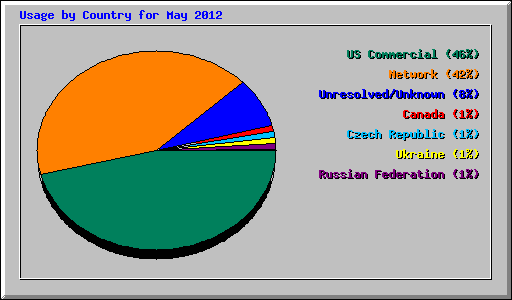 Usage by Country for May 2012
US Commercial (46%)
Network (42%)
Unresolved/Unknown (8%)
Canada (1%)
Czech Republic (1%)
Ukraine (1%)
Russian Federation (1%)